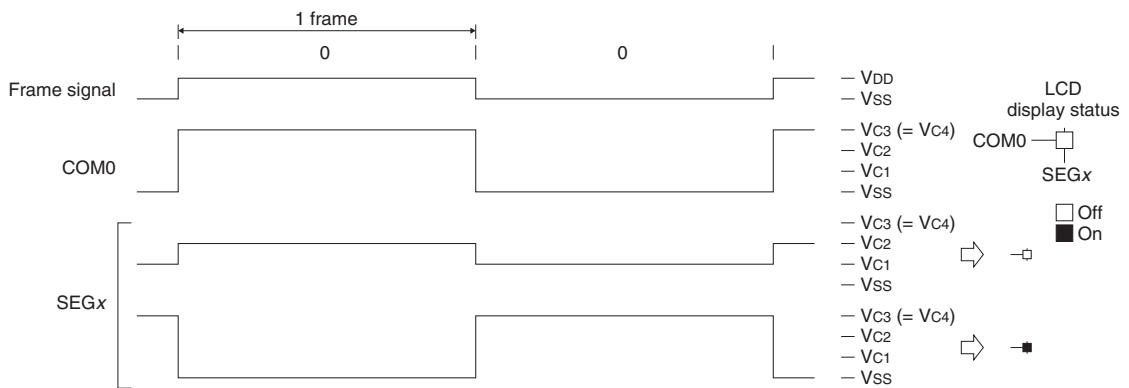 1 frame
0 0
Frame signal
VDD
VSS
COM0
VC3 (= VC4)
VC2
VC1
VSS
LCD
display status
COM0
SEGx
Off
On
SEGx
VC3 (= VC4)
VC2
VC1
VSS
VC3 (= VC4)
VC2
VC1
VSS